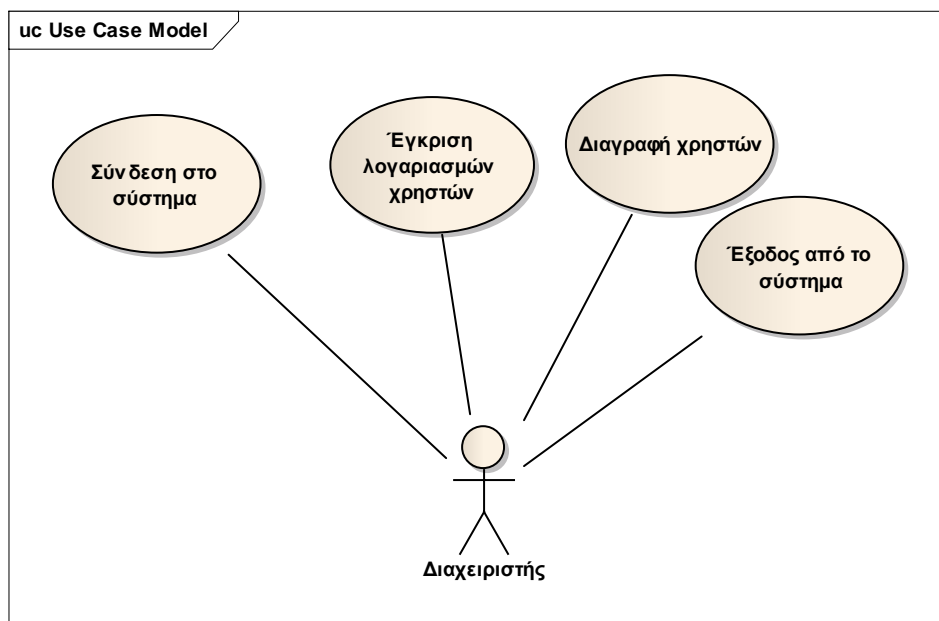 uc Use Case Model
Σύνδεση στο
σύστημα
Έγκριση
λογαριασμών
χρηστών
Διαγραφή χρηστών
Έξοδος από το
σύστημα
Διαχειριστής